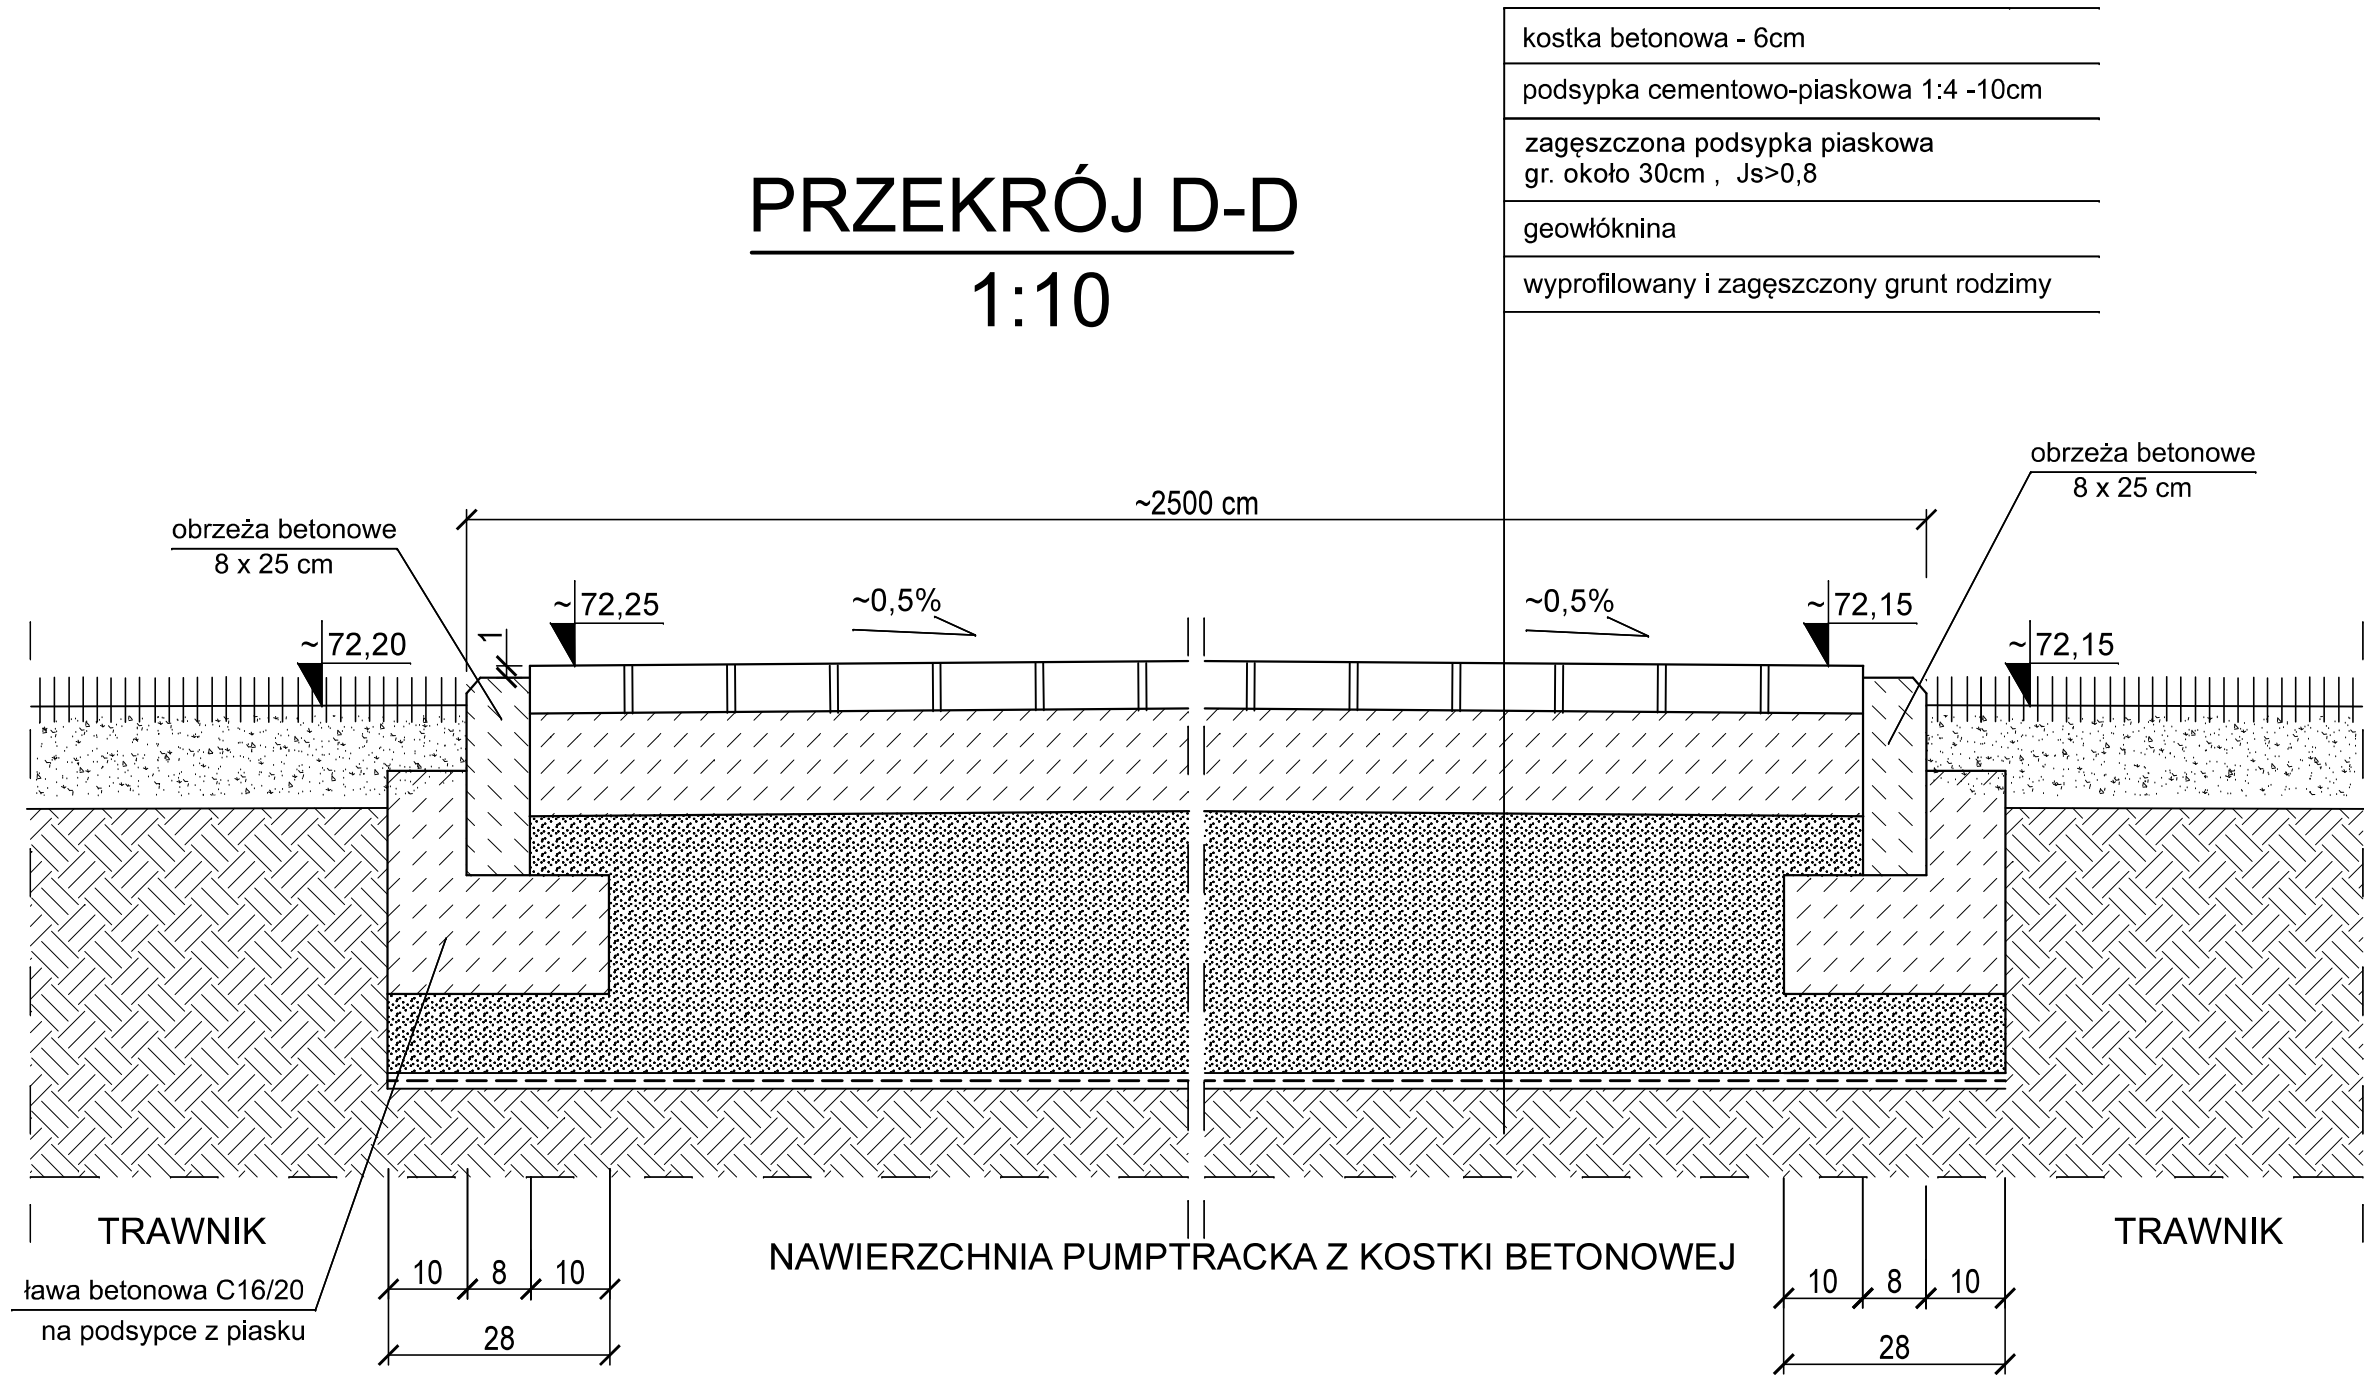 kostka betonowa - 6cm
podsypka cementowo-piaskowa 1:4 -10cm
zagęszczona podsypka piaskowa
gr. około 30cm , Js>0,8
geowłóknina
wyprofilowany i zagęszczony grunt rodzimy
PRZEKRÓJ D-D
1:10
obrzeża betonowe
8 x 25 cm
~2500 cm
obrzeża betonowe
8 x 25 cm
~72,20
1
~72,25
~0,5%
~0,5%
~72,15
~72,15
TRAWNIK
NAWIERZCHNIA PUMPTRACKA Z KOSTKI BETONOWEJ
TRAWNIK
ława betonowa C16/20
na podsypce z piasku
10 8 10
28
10 8 10
28